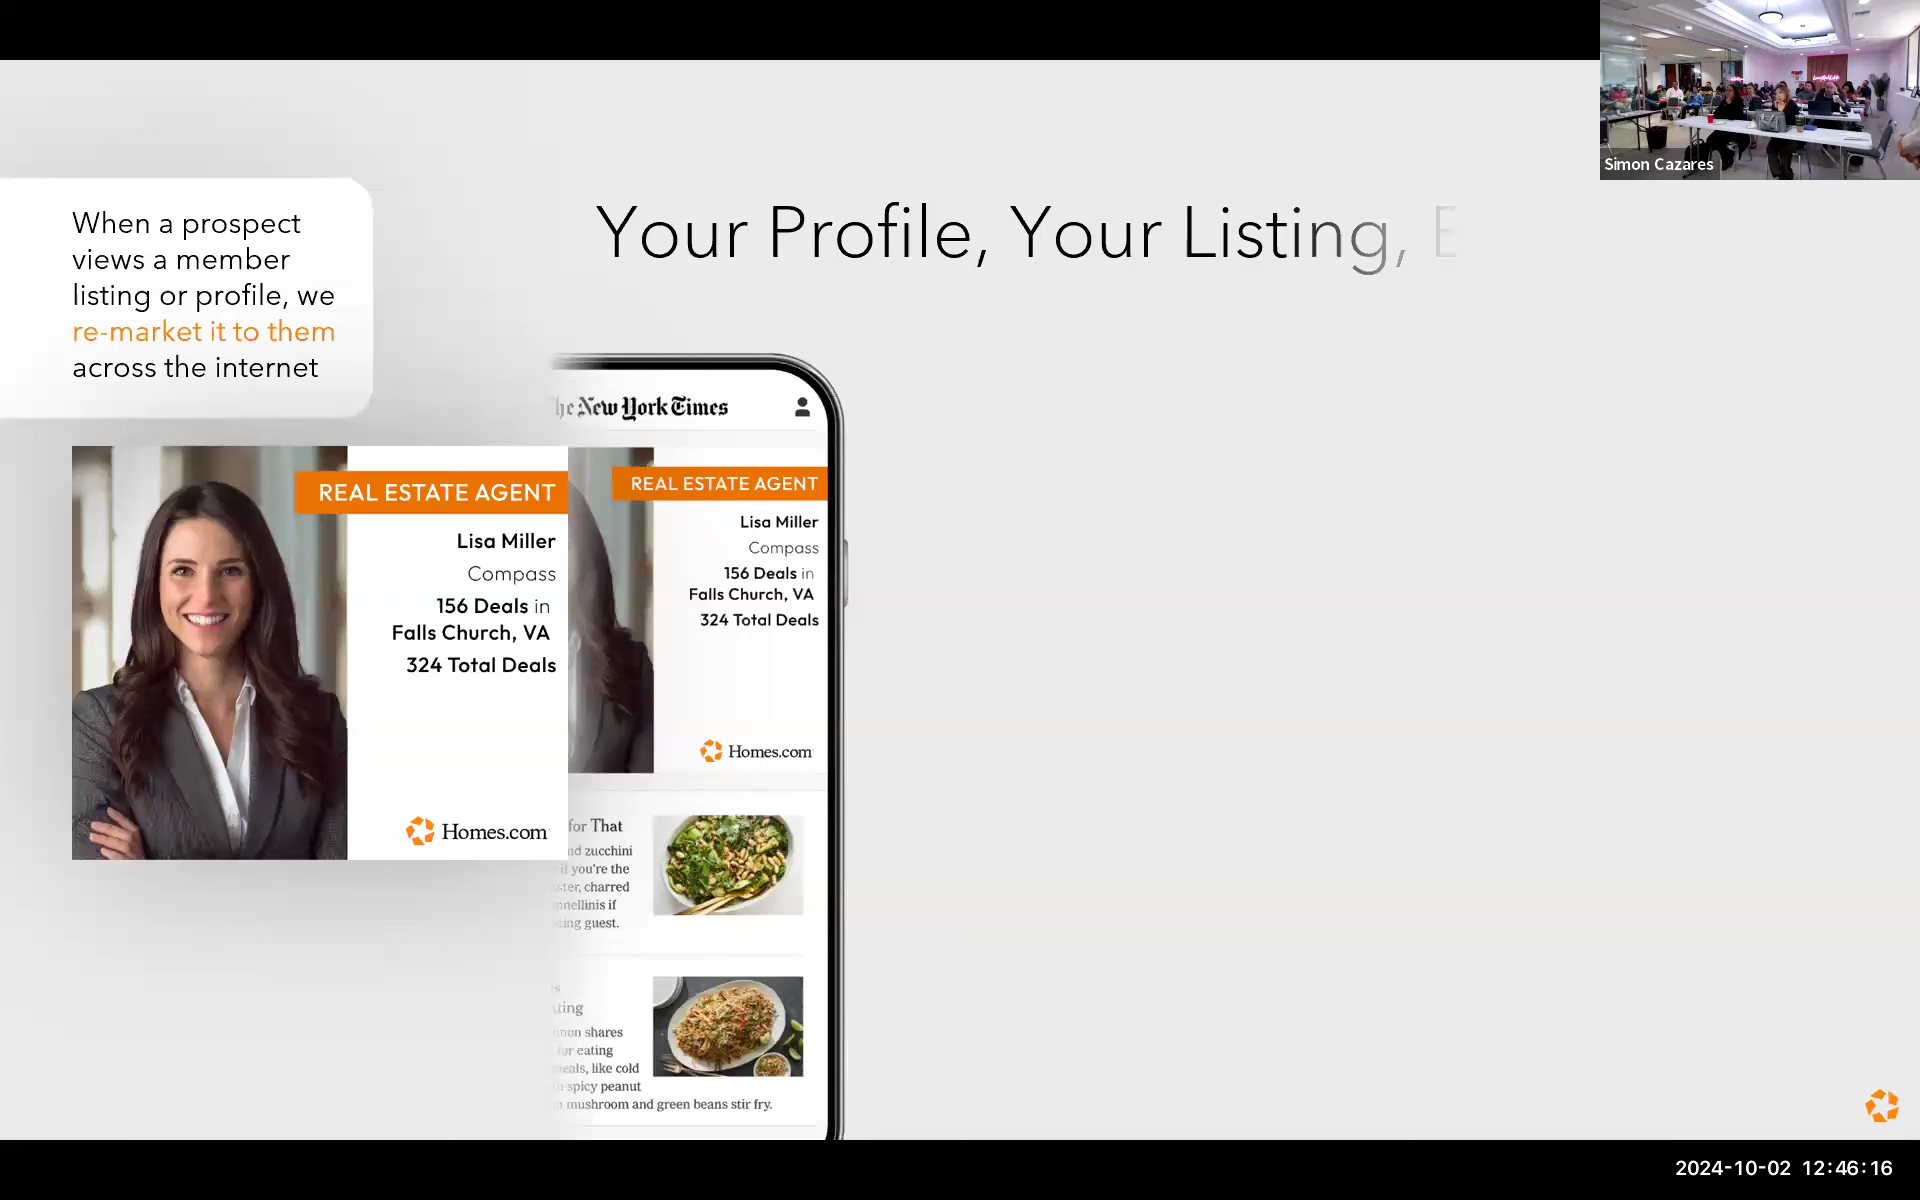 Simon Cazares
Your Profile, Your Listing,
When a prospect
views a member
listing or profile, we
re-market it to them
across the internet
REAL ESTATE AGENT
Lisa Miller
Compass
156 Deals in
Falls Church, VA
324 Total Deals
Homes.com
The New York Times
REAL ESTATE AGENT
Lisa Miller
Compass
156 Deals in
Falls Church, VA
324 Total Deals
Homes.com
for That
zucchini
if you're the
charred
if
guest.
shares
for eating
like cold
spicy peanut
mushroom and green beans stir fry.
2024-10-02 12:46:16